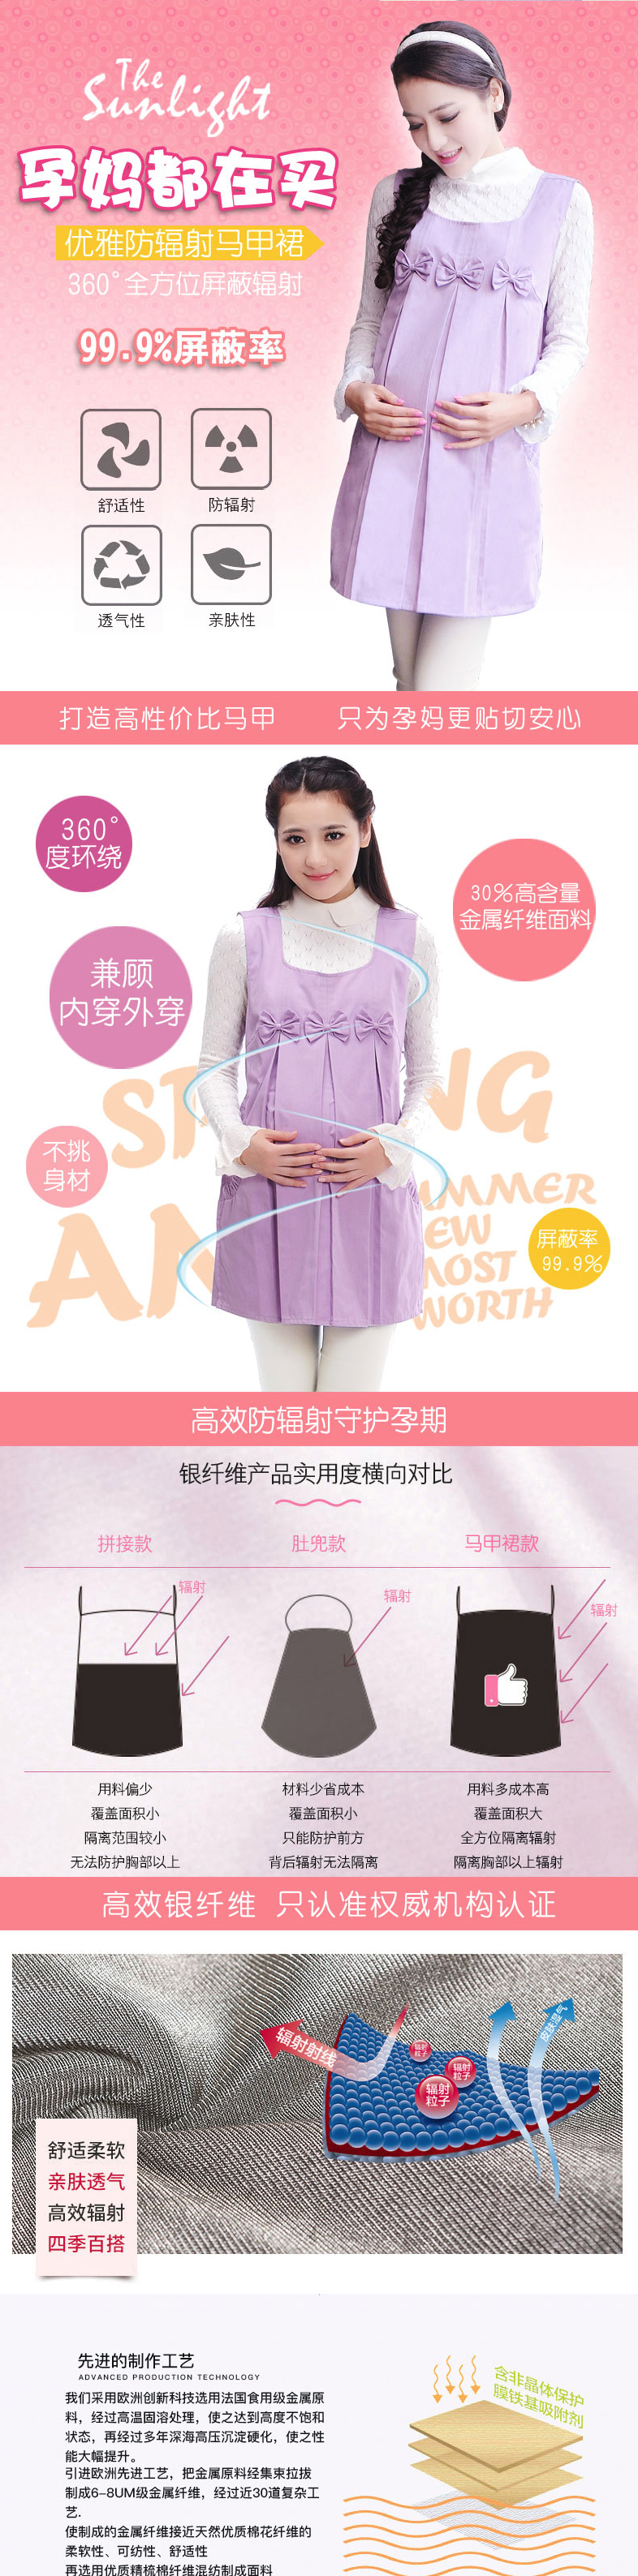 The
Sunlight
孕妈都在买
优雅防辐射马甲裙
360°全方位屏蔽辐射
99.9%屏蔽率
舒适性
防辐射
透气性
亲肤性
打造高性价比马甲 只为孕妈更贴切安心
360°
度环绕
30%高含量
金属纤维面料
兼顾
内穿外穿
不挑
身材
屏蔽率
99.9%
MMER
EW
MOST
WORTH
高效防辐射守护孕期
银纤维产品实用度横向对比
拼接款
肚兜款
马甲裙款
辐射
辐射
辐射
用料偏少
覆盖面积小
隔离范围较小
无法防护胸部以上
材料少省成本
覆盖面积小
只能防护前方
背后辐射无法隔离
用料多成本高
覆盖面积大
全方位隔离辐射
隔离胸部以上辐射
高效银纤维 只认准权威机构认证
辐射射线
辐射
粒子
辐射
粒子
辐射
粒子
舒适柔软
亲肤透气
高效辐射
四季百搭
先进的制作工艺
ADVANCED PRODUCTION TECHNOLOGY
我们采用欧洲创新科技选用法国食用级金属原
料，经过高温固溶处理，使之达到高度不饱和
状态，再经过多年深海高压沉淀硬化，使之性
能大幅提升。
引进欧洲先进工艺，把金属原料经集束拉拔
制成6-8UM级金属纤维，经过近30道复杂工
艺.
使制成的金属纤维接近天然优质棉花纤维的
柔软性、可纺性、舒适性
再选用优质精梳棉纤维混纺制成面料
含非晶体保护
膜铁基吸附剂